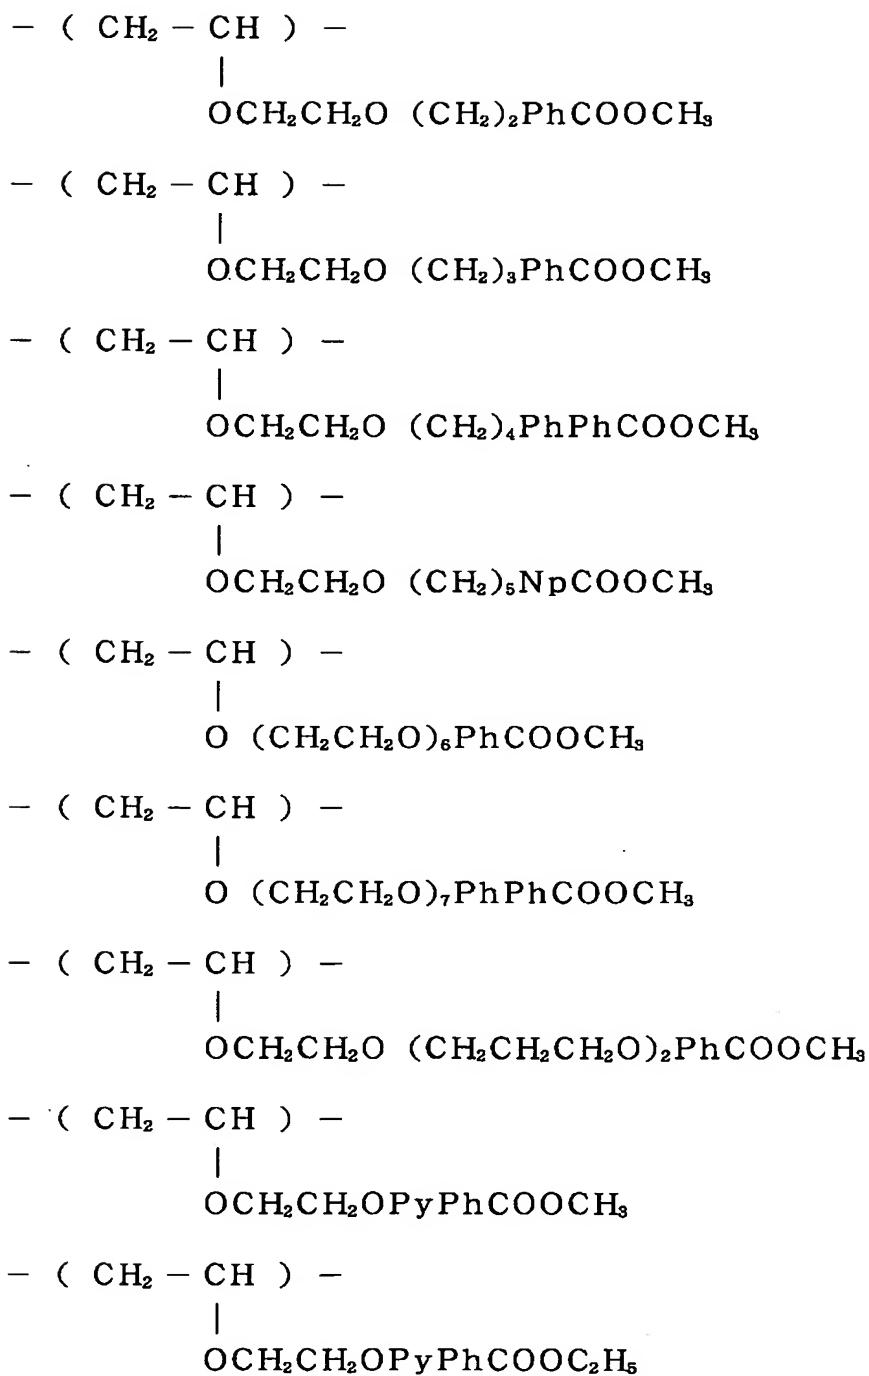 — ( CH₂ — CH ) —
|
OCH₂CH₂O (CH₂)₂PhCOOCH₃
— ( CH₂ — CH ) —
|
OCH₂CH₂O (CH₂)₃PhCOOCH₃
— ( CH₂ — CH ) —
|
OCH₂CH₂O (CH₂)₄PhPhCOOCH₃
— ( CH₂ — CH ) —
|
OCH₂CH₂O (CH₂)₅NpCOOCH₃
— ( CH₂ — CH ) —
|
O (CH₂CH₂O)₆PhCOOCH₃
— ( CH₂ — CH ) —
|
O (CH₂CH₂O)₇PhPhCOOCH₃
— ( CH₂ — CH ) —
|
OCH₂CH₂O (CH₂CH₂CH₂O)₂PhCOOCH₃
— ( CH₂ — CH ) —
|
OCH₂CH₂OPyPhCOOCH₃
— ( CH₂ — CH ) —
|
OCH₂CH₂OPyPhCOOC₂H₅